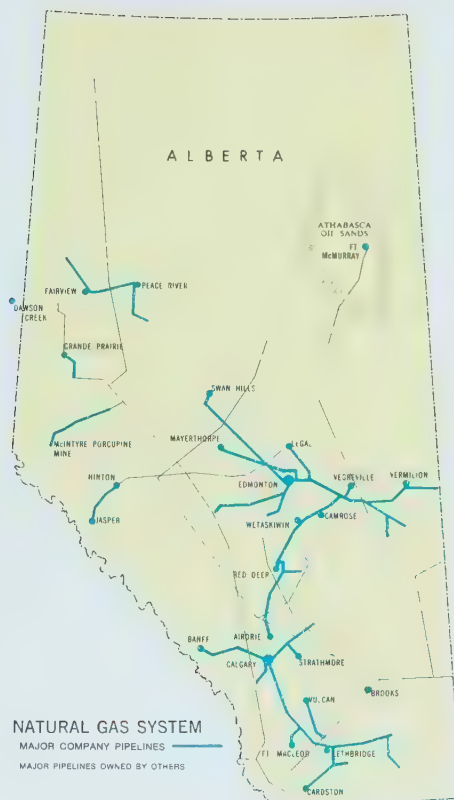 ALBERTA
ATHABASCA
OIL SANDS
FT
McMURRAY
PEACE RIVER
FAIRVIEW
DAWSON
CREEK
GRANDE PRAIRIE
SWAN HILLS
McINTYRE PORCUPINE
MINE
MAYERTHORPE
LEGAL
HINTON
EDMONTON
VEGREVILLE
VERMILION
JASPER
WETASKIWIN
CAMROSE
RED DEER
BANFF
AIRDRIE
CALGARY
STRATHMORE
BROOKS
VULCAN
NATURAL GAS SYSTEM
MAJOR COMPANY PIPELINES
MAJOR PIPELINES OWNED BY OTHERS
FT MACLEOD
ETHBRIDGE
CARDSTON